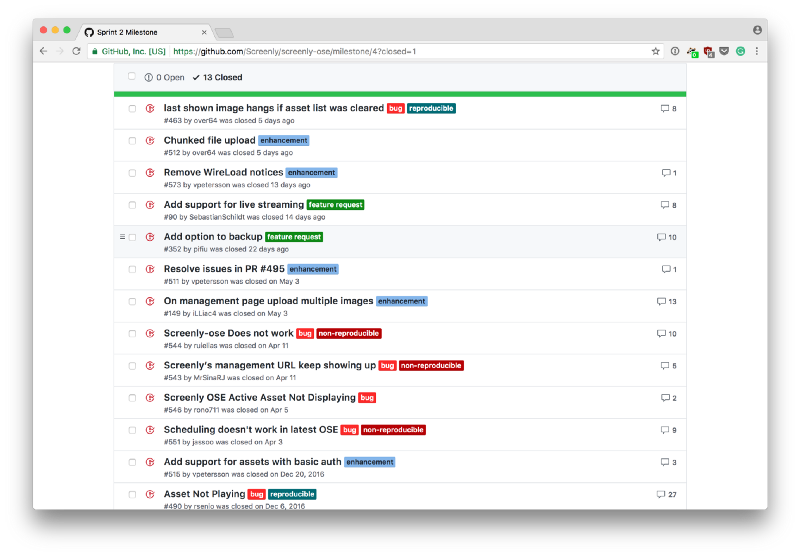 Sprint 2 Milestone
GitHub, Inc. [US] https://github.com/Screenly/screenly-ose/milestone/4?closed=1
0 Open 13 Closed
last shown image hangs if asset list was cleared bug reproducible 8
#463 by over64 was closed 5 days ago
Chunked file upload enhancement
#512 by over64 was closed 5 days ago
Remove WireLoad notices enhancement 1
#573 by vpetersson was closed 13 days ago
Add support for live streaming feature request 8
#90 by SebastianSchildt was closed 14 days ago
Add option to backup feature request 10
#352 by pifiu was closed 22 days ago
Resolve issues in PR #495 enhancement 1
#511 by vpetersson was closed on May 3
On management page upload multiple images enhancement 13
#149 by iLLiac4 was closed on May 3
Screenly-ose Does not work bug non-reproducible 10
#544 by ruielias was closed on Apr 11
Screenly's management URL keep showing up bug non-reproducible 5
#543 by MrSinaRJ was closed on Apr 11
Screenly OSE Active Asset Not Displaying bug 2
#546 by rono711 was closed on Apr 5
Scheduling doesn't work in latest OSE bug non-reproducible 9
#551 by jassoo was closed on Apr 3
Add support for assets with basic auth enhancement 3
#515 by vpetersson was closed on Dec 20, 2016
Asset Not Playing bug reproducible 27
#490 by rsenio was closed on Dec 6, 2016